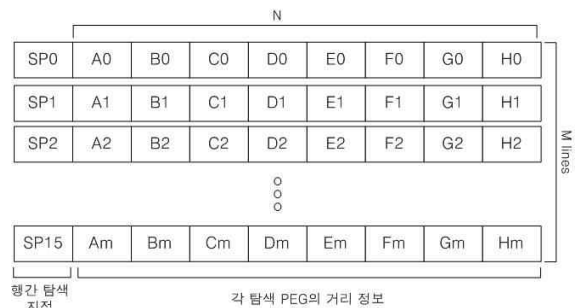 N
SP0 A0 B0 C0 D0 E0 F0 G0 H0
SP1 A1 B1 C1 D1 E1 F1 G1 H1
SP2 A2 B2 C2 D2 E2 F2 G2 H2
M lines
SP15 Am Bm Cm Dm Em Fm Gm Hm
행간 탐색
지점
각 탐색 PEG의 거리 정보